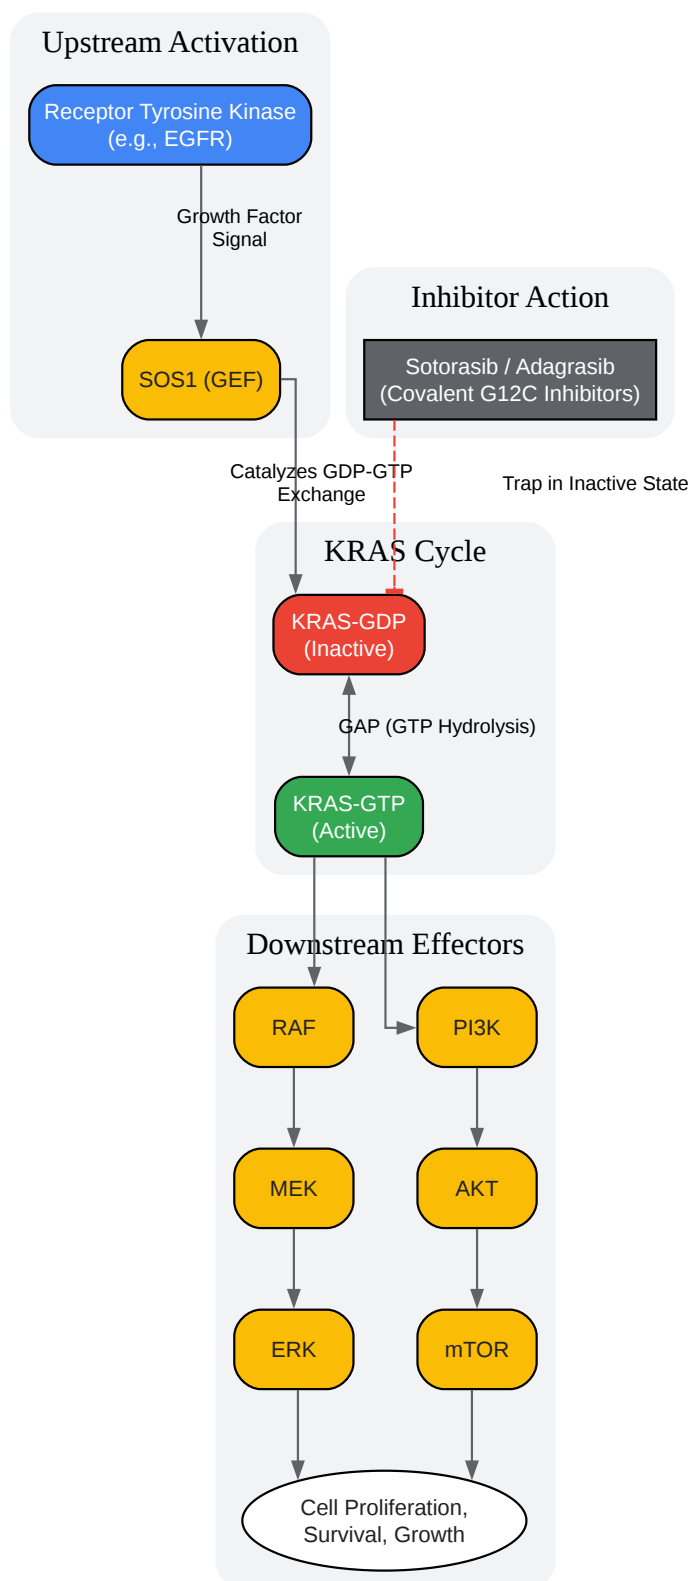 Upstream Activation
Receptor Tyrosine Kinase
(e.g., EGFR)
Growth Factor
Signal
SOS1 (GEF)
Inhibitor Action
Sotorasib / Adagrasib
(Covalent G12C Inhibitors)
Catalyzes GDP-GTP
Exchange
Trap in Inactive State
KRAS Cycle
KRAS-GDP
(Inactive)
GAP (GTP Hydrolysis)
KRAS-GTP
(Active)
Downstream Effectors
RAF
PI3K
MEK
AKT
ERK
mTOR
Cell Proliferation,
Survival, Growth